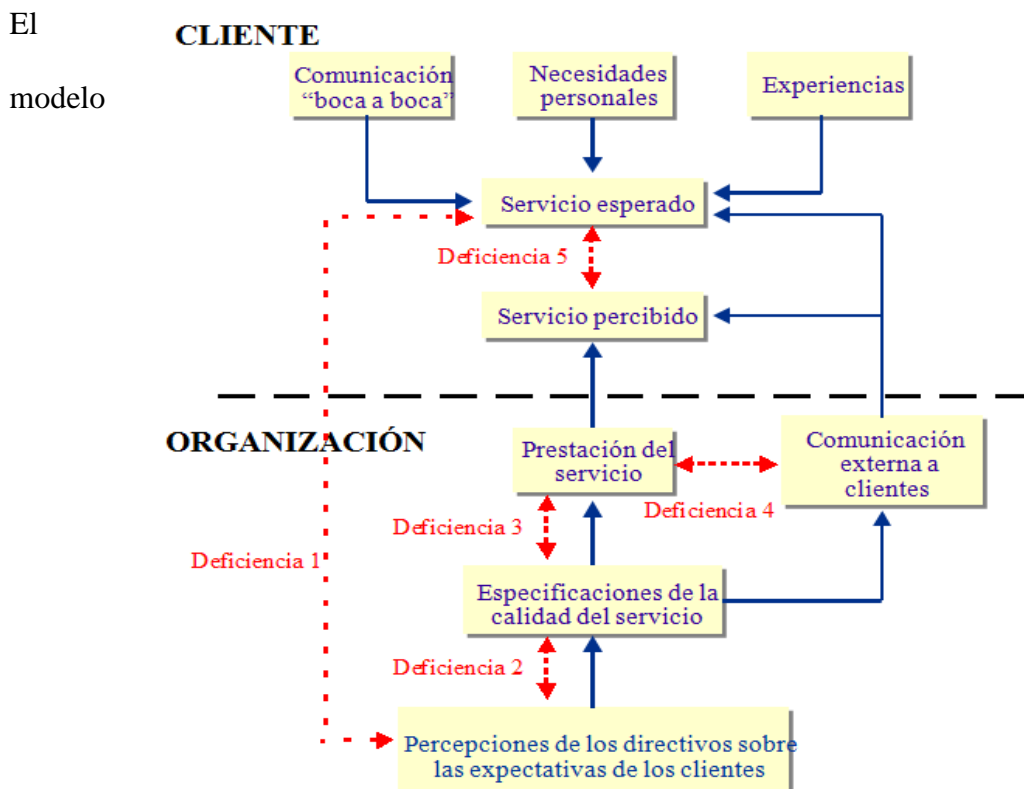 El
modelo
CLIENTE
Comunicación
“boca a boca”
Necesidades
personales
Experiencias
Servicio esperado
Deficiencia 5
Servicio percibido
ORGANIZACIÓN
Prestación del
servicio
Comunicación
externa a
clientes
Deficiencia 3
Deficiencia 4
Deficiencia 1
Especificaciones de la
calidad del servicio
Deficiencia 2
Percepciones de los directivos sobre
las expectativas de los clientes